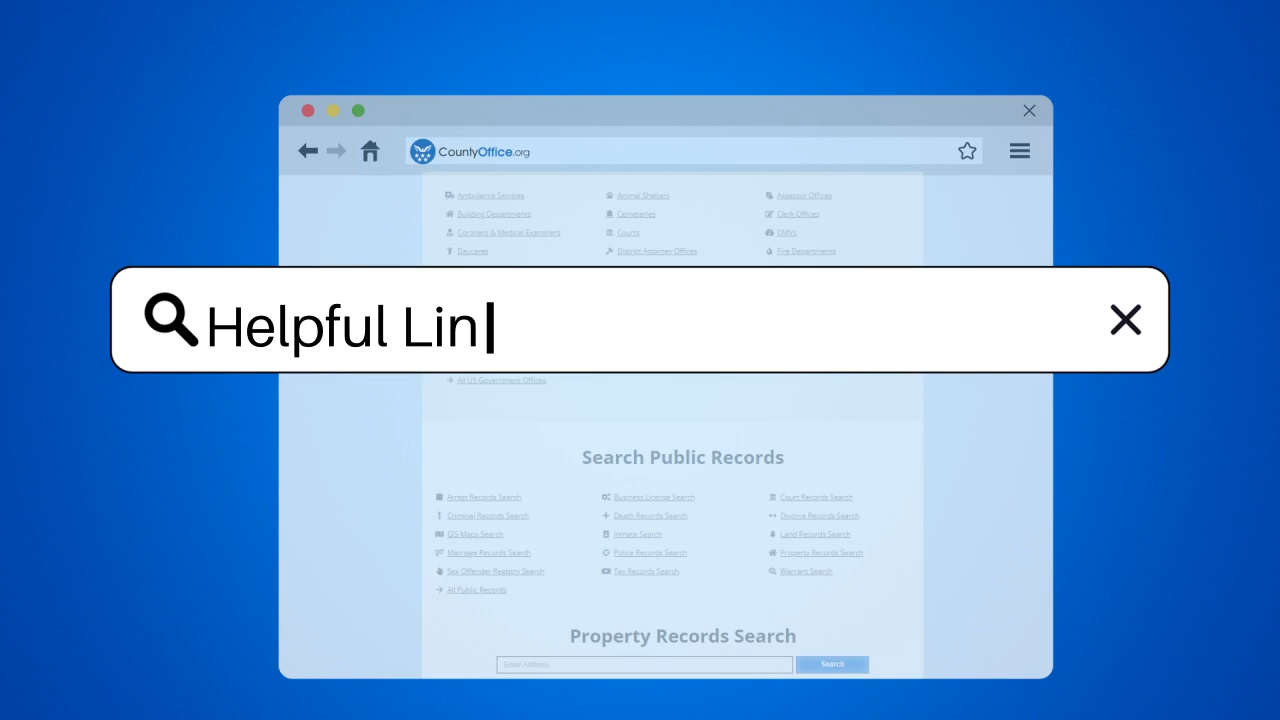 CountyOffice.org
Ambulance Services Animal Shelters Assessor Offices
Building Departments Cemeteries Clerk Offices
Coroners & Medical Examiners Courts DMVs
Daycares District Attorney Offices Fire Departments
Helpful Lin
All US Government Offices
Search Public Records
Arrest Records Search Business License Search Court Records Search
Criminal Records Search Death Records Search Divorce Records Search
GIS Maps Search Inmate Search Land Records Search
Marriage Records Search Police Records Search Property Records Search
Sex Offender Registry Search Tax Records Search Warrant Search
All Public Records
Property Records Search
Enter Address Search